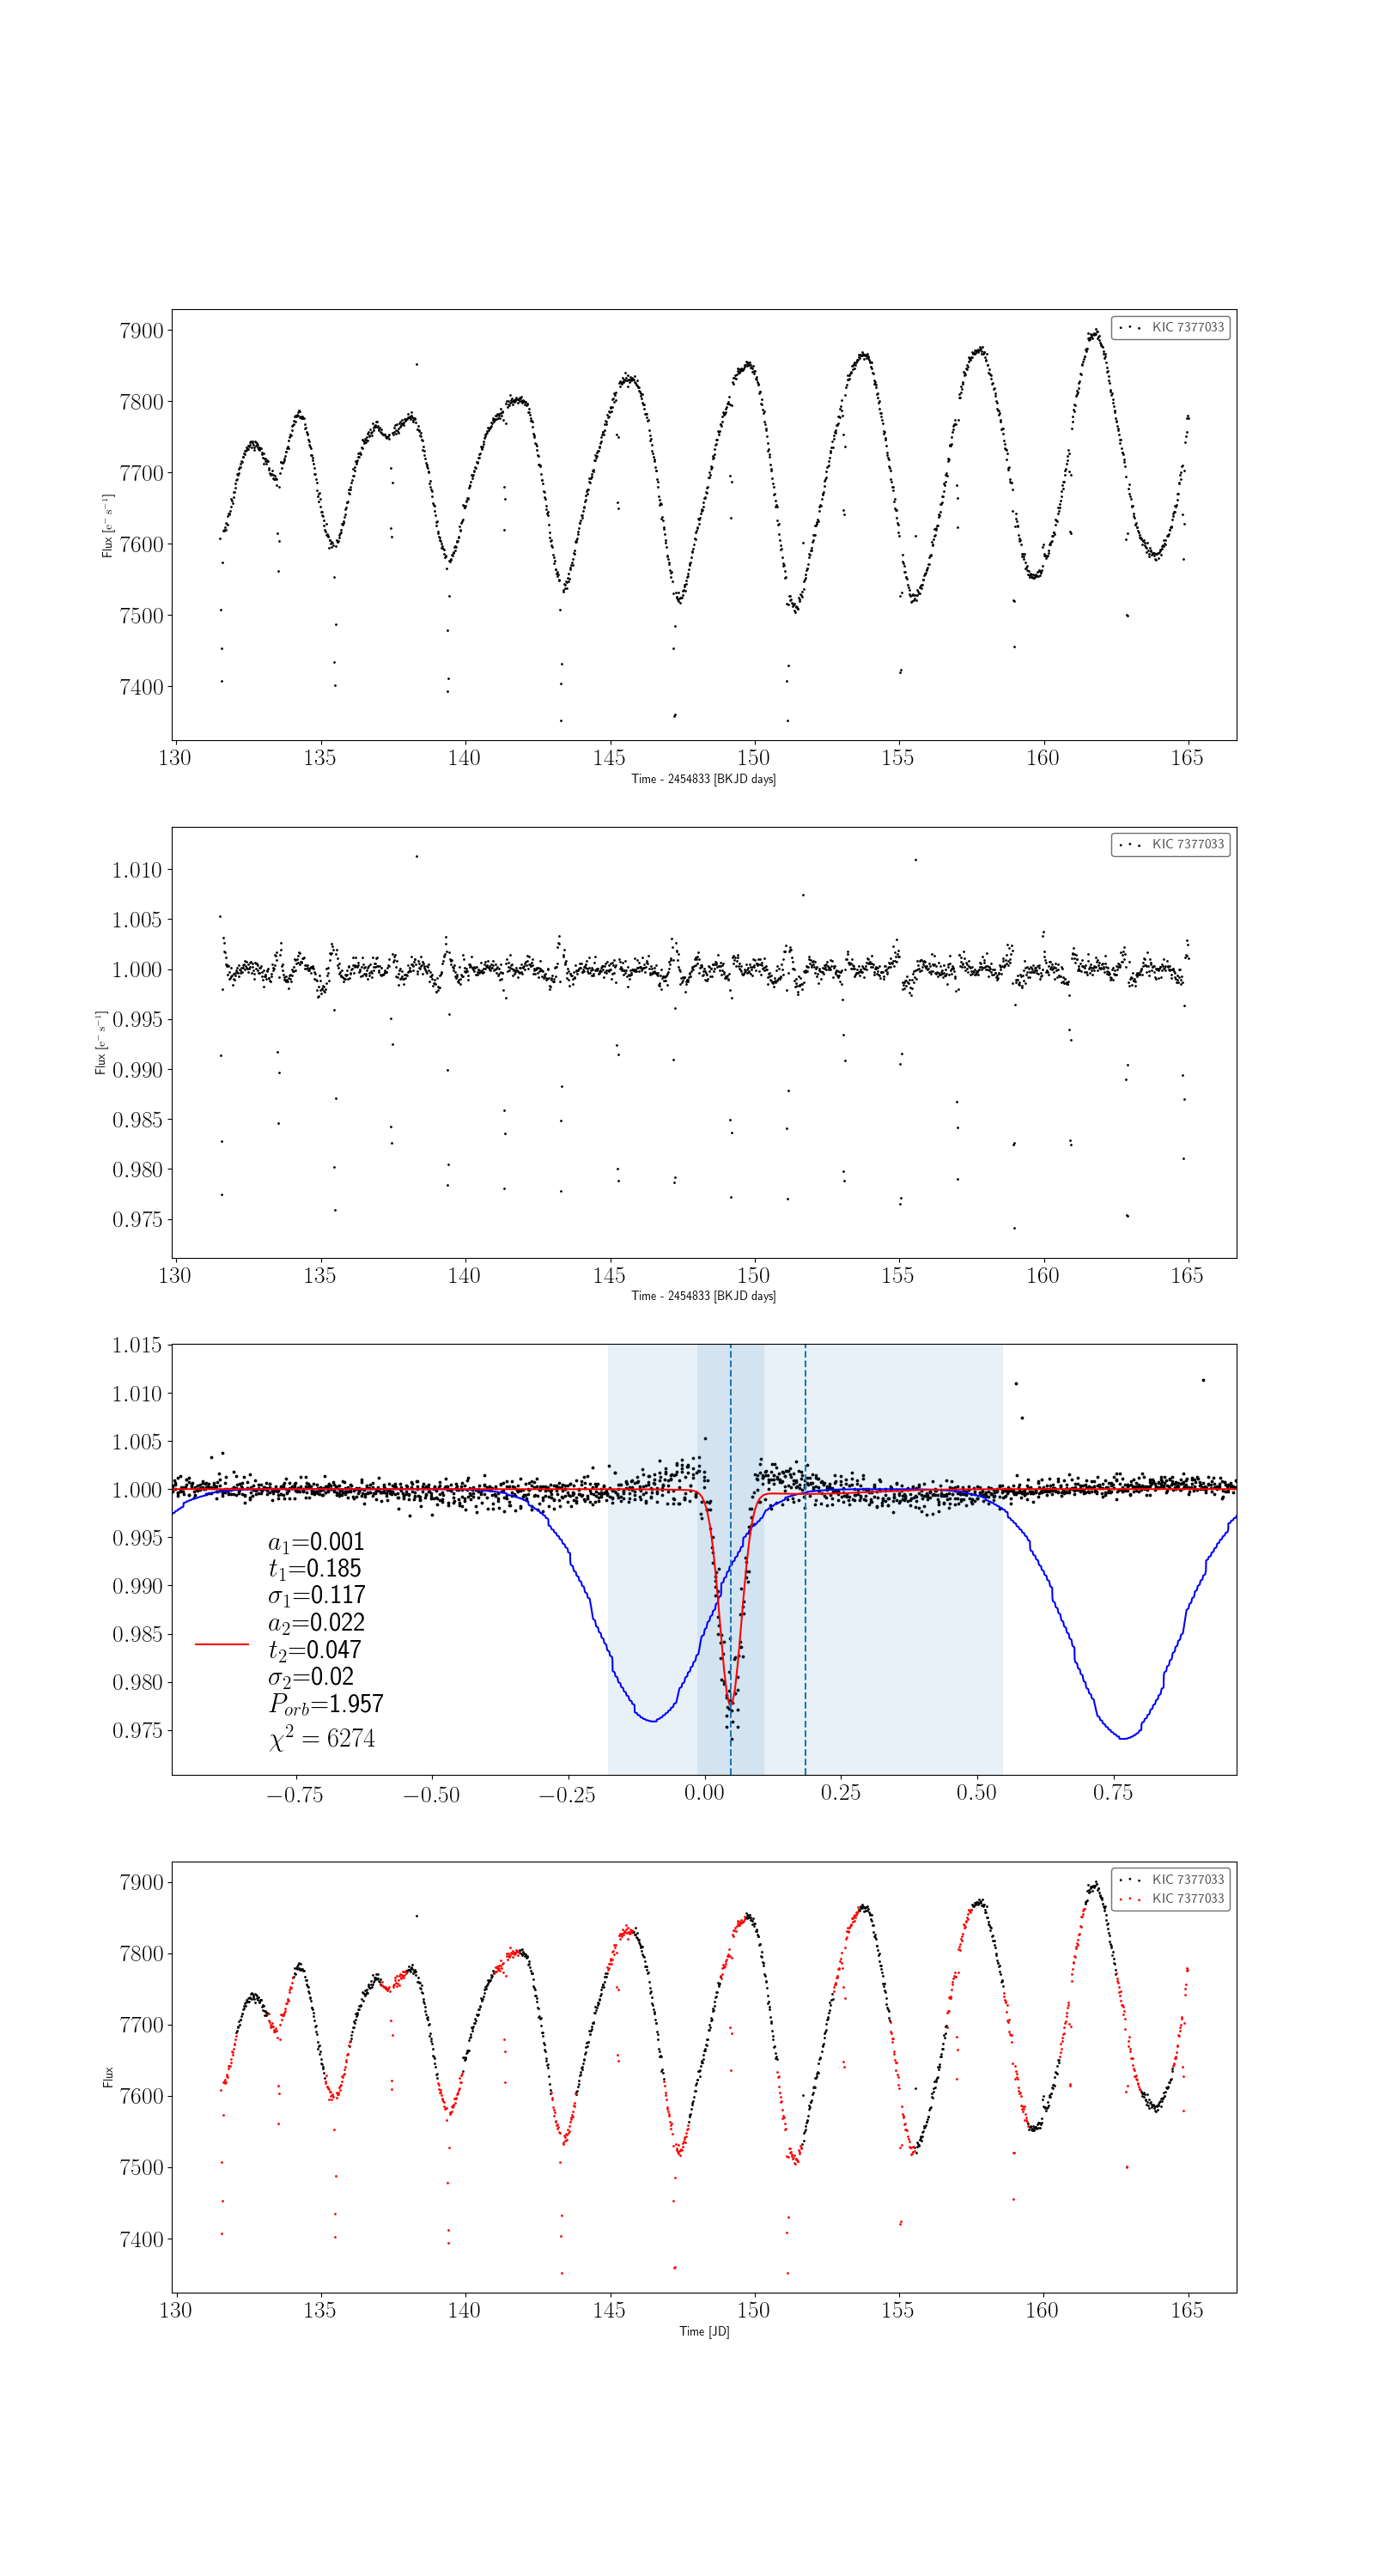 7900
7800
7700
7600
7500
7400
Flux [e⁻ s⁻¹]
KIC 7377033
130 135 140 145 150 155 160 165
Time - 2454833 [BKJD days]
1.010
1.005
1.000
0.995
0.990
0.985
0.980
0.975
Flux [e⁻ s⁻¹]
KIC 7377033
130 135 140 145 150 155 160 165
Time - 2454833 [BKJD days]
1.015
1.010
1.005
1.000
0.995
0.990
0.985
0.980
0.975
a₁=0.001
t₁=0.185
σ₁=0.117
a₂=0.022
t₂=0.047
σ₂=0.02
P_orb=1.957
χ² = 6274
−0.75 −0.50 −0.25 0.00 0.25 0.50 0.75
7900
7800
7700
7600
7500
7400
Flux
KIC 7377033
KIC 7377033
130 135 140 145 150 155 160 165
Time [JD]